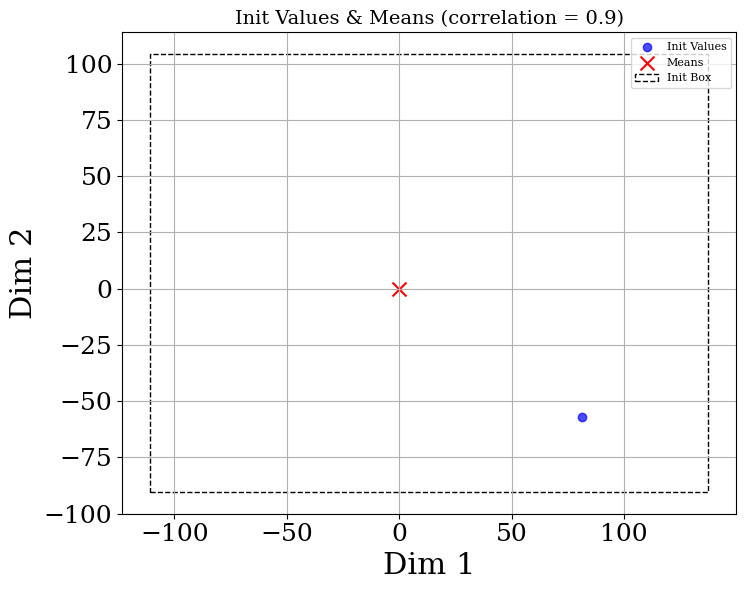 Init Values & Means (correlation = 0.9)
Init Values
Means
Init Box
100
75
50
25
0
−25
−50
−75
−100
Dim 2
−100
−50
0
50
100
Dim 1